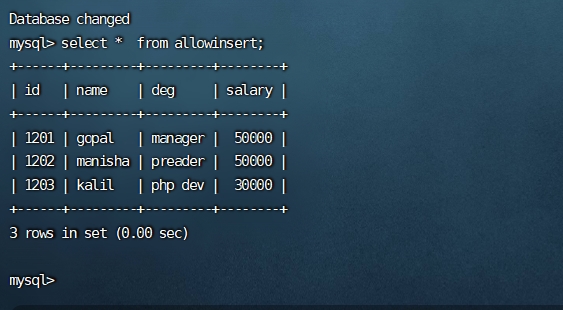 Database changed
mysql> select *  from allowinsert;
+------+---------+---------+--------+
| id   | name    | deg     | salary |
+------+---------+---------+--------+
| 1201 | gopal   | manager |  50000 |
| 1202 | manisha | preader |  50000 |
| 1203 | kalil   | php dev |  30000 |
+------+---------+---------+--------+
3 rows in set (0.00 sec)
mysql>